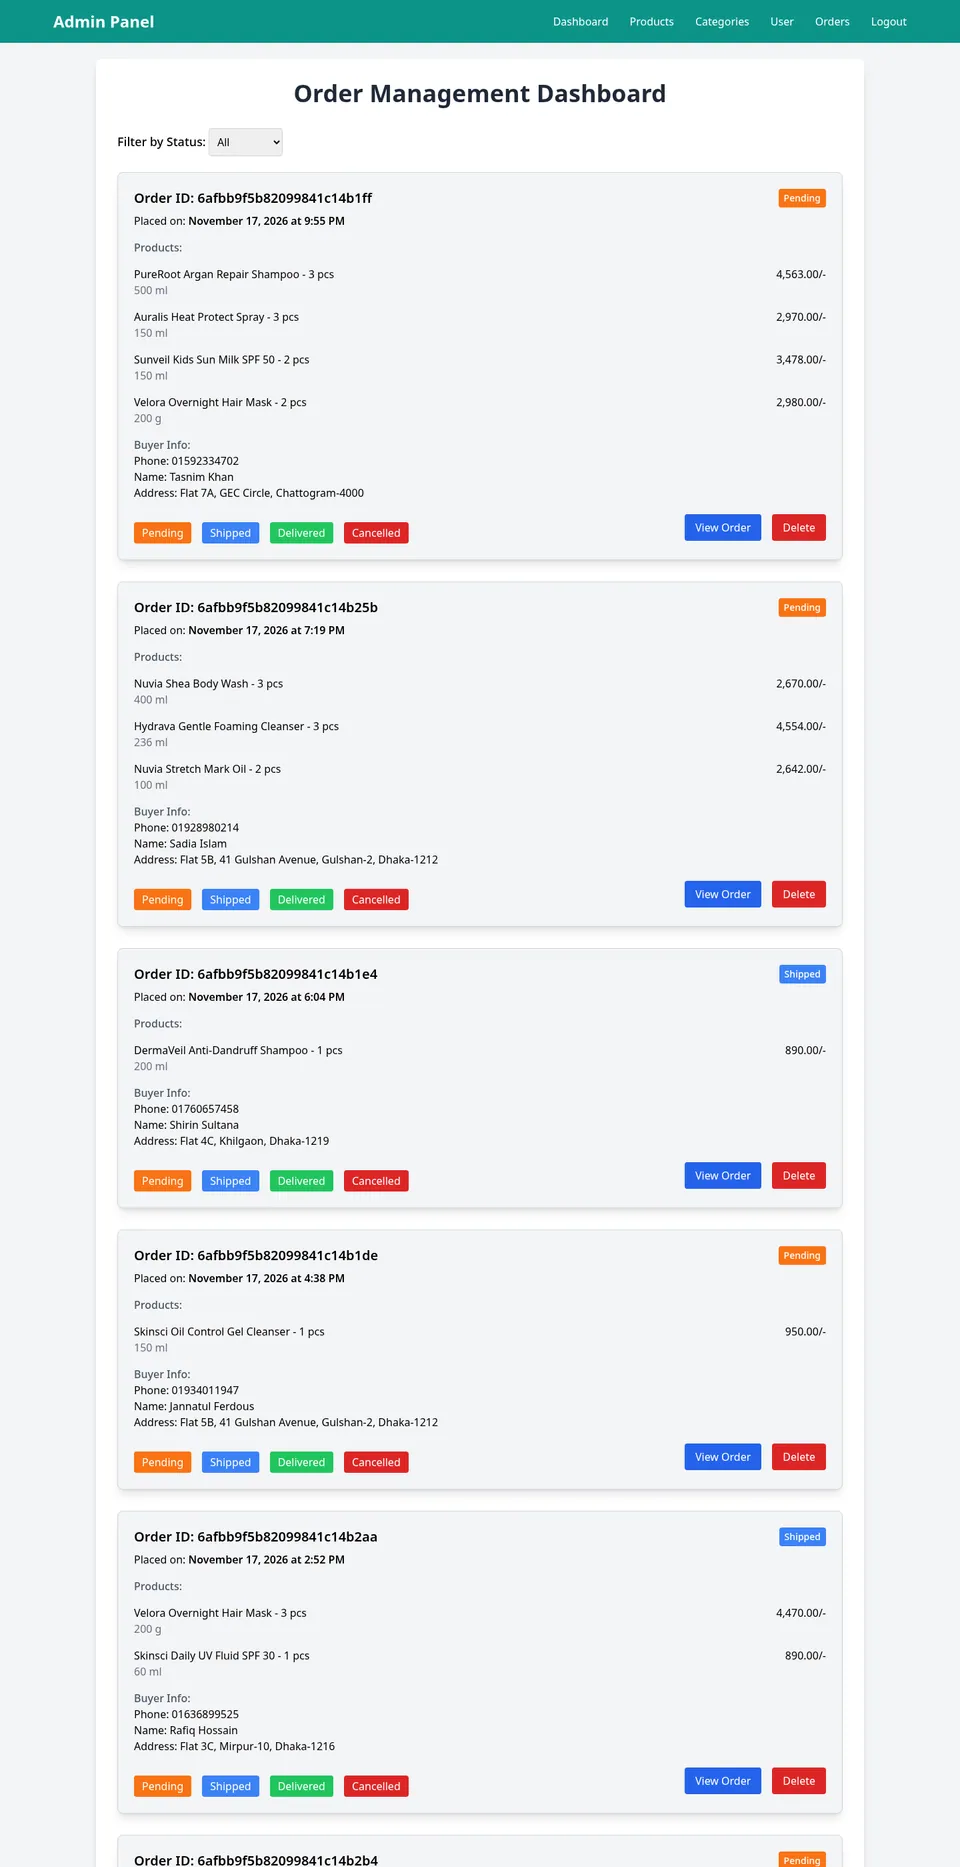 Admin Panel
Dashboard Products Categories User Orders Logout
Order Management Dashboard
Filter by Status: All
Order ID: 6afbb9f5b82099841c14b1ff Pending
Placed on: November 17, 2026 at 9:55 PM
Products:
PureRoot Argan Repair Shampoo - 3 pcs 4,563.00/-
500 ml
Auralis Heat Protect Spray - 3 pcs 2,970.00/-
150 ml
Sunveil Kids Sun Milk SPF 50 - 2 pcs 3,478.00/-
150 ml
Velora Overnight Hair Mask - 2 pcs 2,980.00/-
200 g
Buyer Info:
Phone: 01592334702
Name: Tasnim Khan
Address: Flat 7A, GEC Circle, Chattogram-4000
Pending Shipped Delivered Cancelled View Order Delete
Order ID: 6afbb9f5b82099841c14b25b Pending
Placed on: November 17, 2026 at 7:19 PM
Products:
Nuvia Shea Body Wash - 3 pcs 2,670.00/-
400 ml
Hydrava Gentle Foaming Cleanser - 3 pcs 4,554.00/-
236 ml
Nuvia Stretch Mark Oil - 2 pcs 2,642.00/-
100 ml
Buyer Info:
Phone: 01928980214
Name: Sadia Islam
Address: Flat 5B, 41 Gulshan Avenue, Gulshan-2, Dhaka-1212
Pending Shipped Delivered Cancelled View Order Delete
Order ID: 6afbb9f5b82099841c14b1e4 Shipped
Placed on: November 17, 2026 at 6:04 PM
Products:
DermaVeil Anti-Dandruff Shampoo - 1 pcs 890.00/-
200 ml
Buyer Info:
Phone: 01760657458
Name: Shirin Sultana
Address: Flat 4C, Khilgaon, Dhaka-1219
Pending Shipped Delivered Cancelled View Order Delete
Order ID: 6afbb9f5b82099841c14b1de Pending
Placed on: November 17, 2026 at 4:38 PM
Products:
Skinsci Oil Control Gel Cleanser - 1 pcs 950.00/-
150 ml
Buyer Info:
Phone: 01934011947
Name: Jannatul Ferdous
Address: Flat 5B, 41 Gulshan Avenue, Gulshan-2, Dhaka-1212
Pending Shipped Delivered Cancelled View Order Delete
Order ID: 6afbb9f5b82099841c14b2aa Shipped
Placed on: November 17, 2026 at 2:52 PM
Products:
Velora Overnight Hair Mask - 3 pcs 4,470.00/-
200 g
Skinsci Daily UV Fluid SPF 30 - 1 pcs 890.00/-
60 ml
Buyer Info:
Phone: 01636899525
Name: Rafiq Hossain
Address: Flat 3C, Mirpur-10, Dhaka-1216
Pending Shipped Delivered Cancelled View Order Delete
Order ID: 6afbb9f5b82099841c14b2b4 Pending